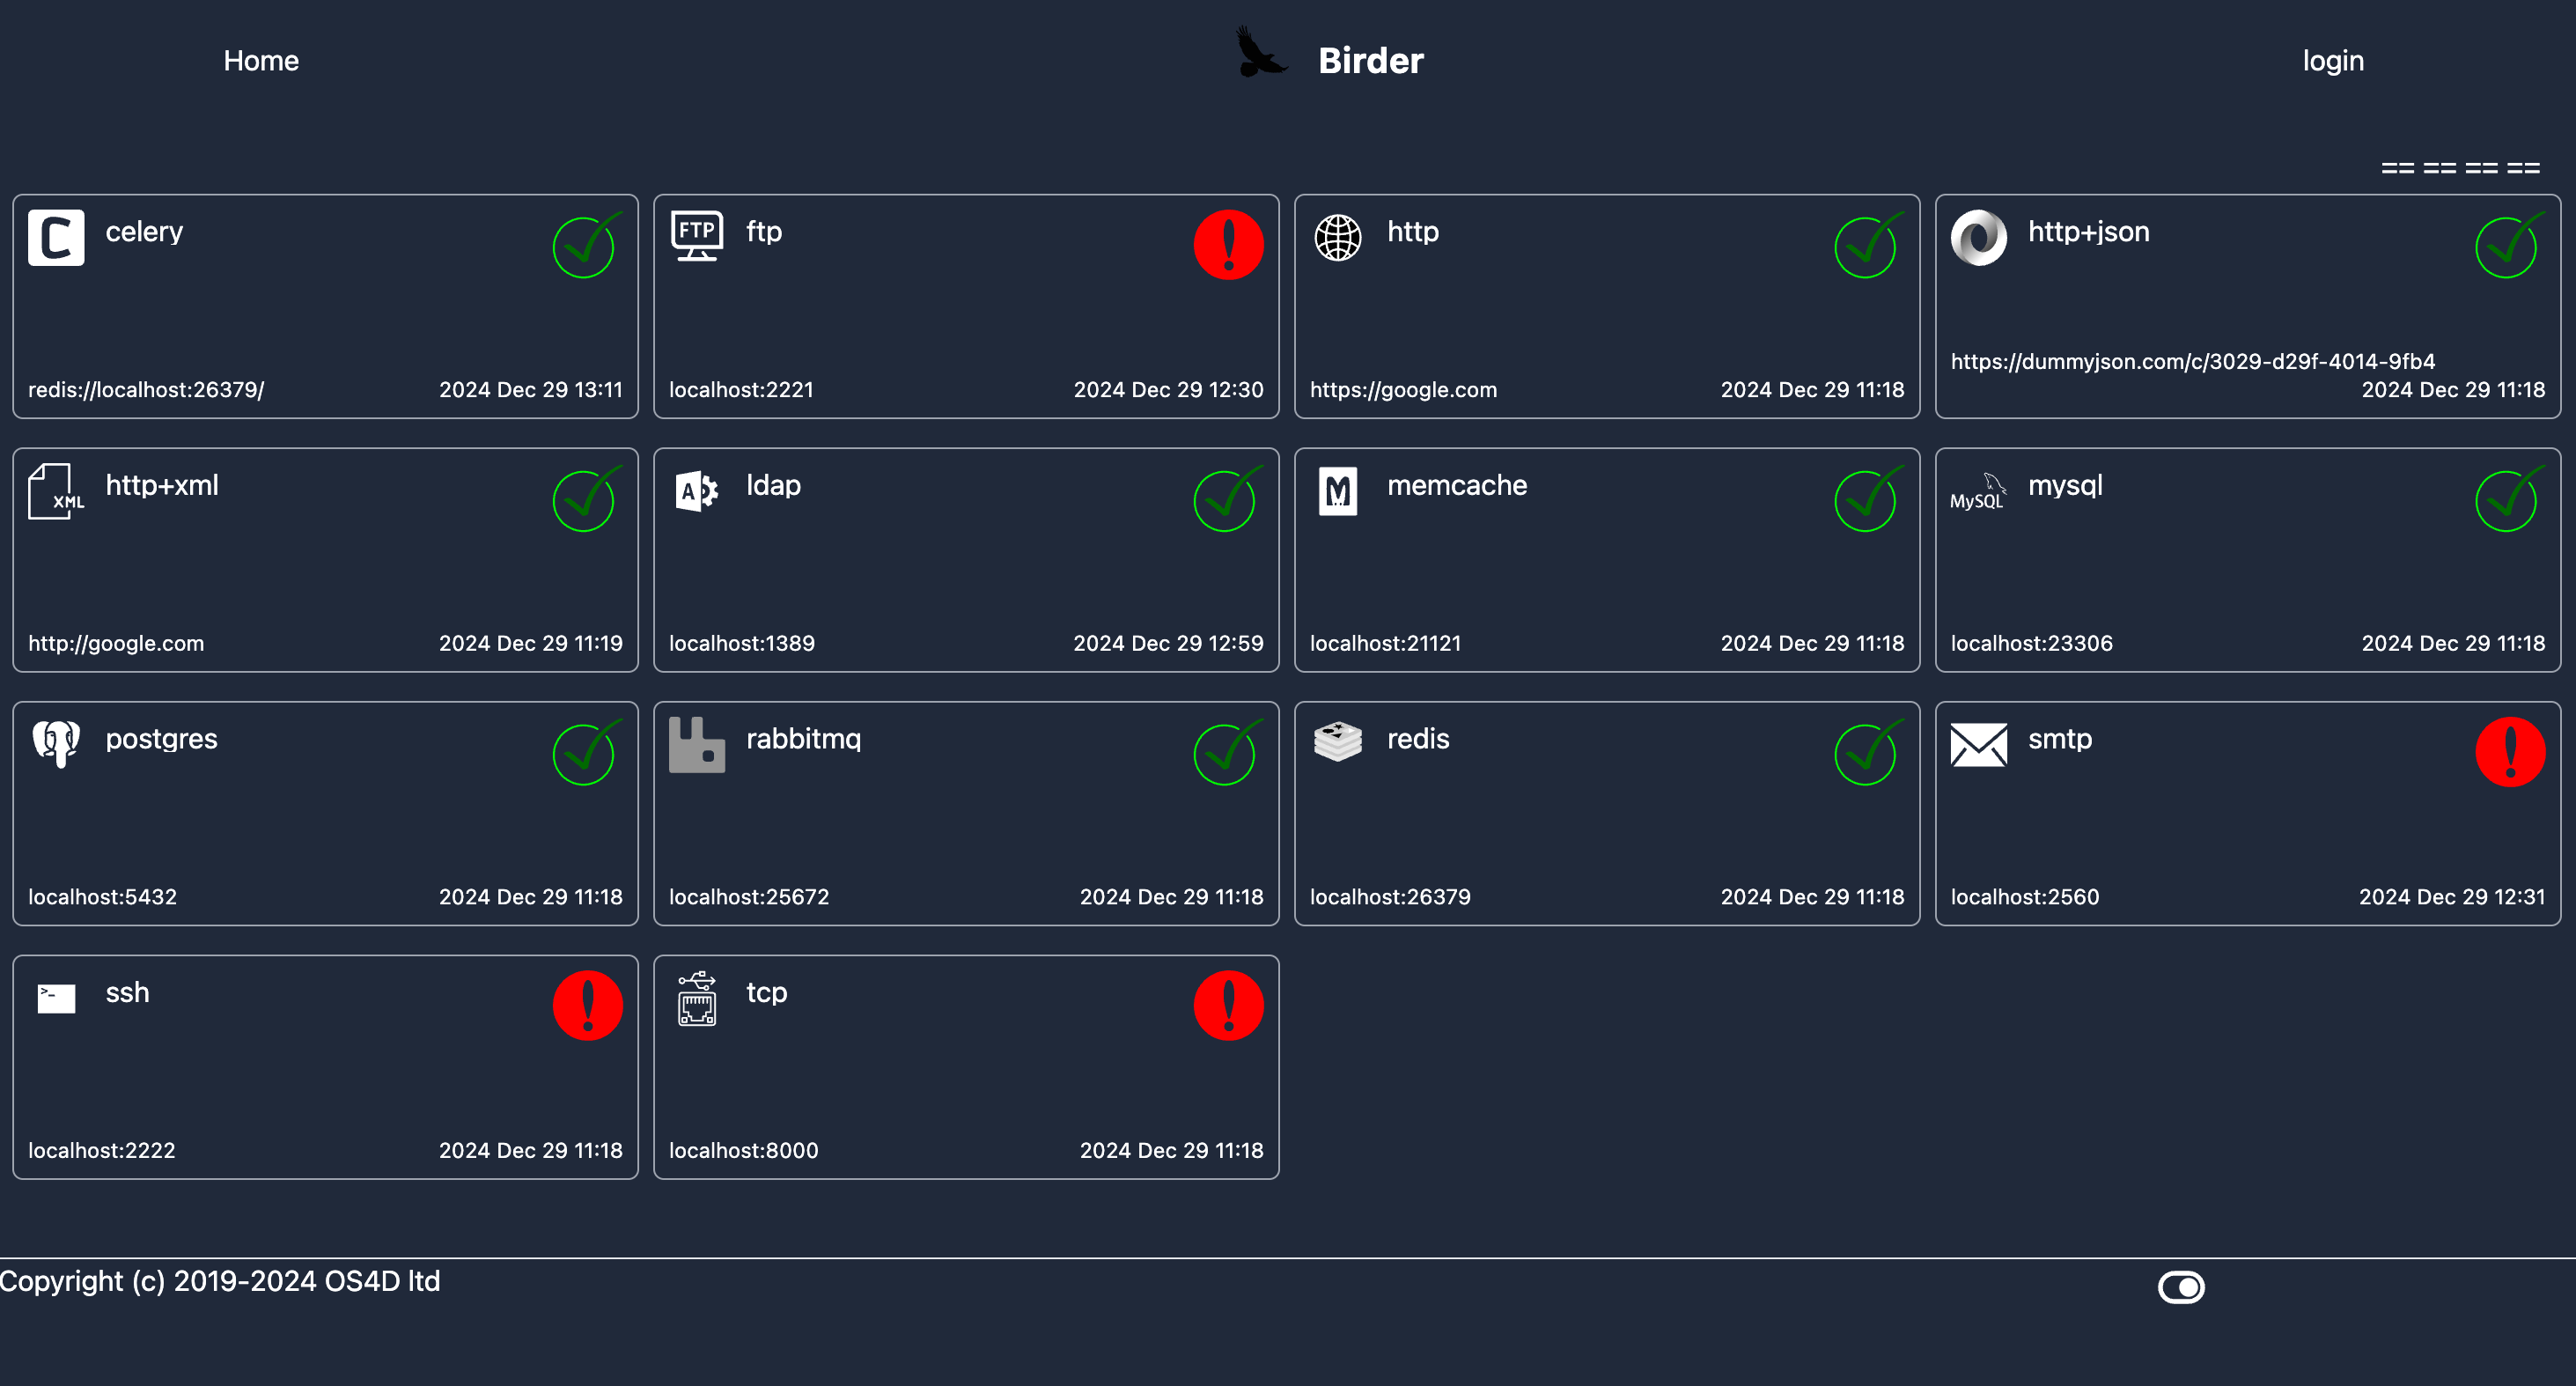 Home
Birder
login
== == == ==
C
celery
redis://localhost:26379/
2024 Dec 29 13:11
FTP
ftp
localhost:2221
2024 Dec 29 12:30
http
https://google.com
2024 Dec 29 11:18
http+json
https://dummyjson.com/c/3029-d29f-4014-9fb4
2024 Dec 29 11:18
XML
http+xml
http://google.com
2024 Dec 29 11:19
A
ldap
localhost:1389
2024 Dec 29 12:59
M
memcache
localhost:21121
2024 Dec 29 11:18
MySQL
mysql
localhost:23306
2024 Dec 29 11:18
postgres
localhost:5432
2024 Dec 29 11:18
rabbitmq
localhost:25672
2024 Dec 29 11:18
redis
localhost:26379
2024 Dec 29 11:18
smtp
localhost:2560
2024 Dec 29 12:31
>-
ssh
localhost:2222
2024 Dec 29 11:18
tcp
localhost:8000
2024 Dec 29 11:18
Copyright (c) 2019-2024 OS4D ltd